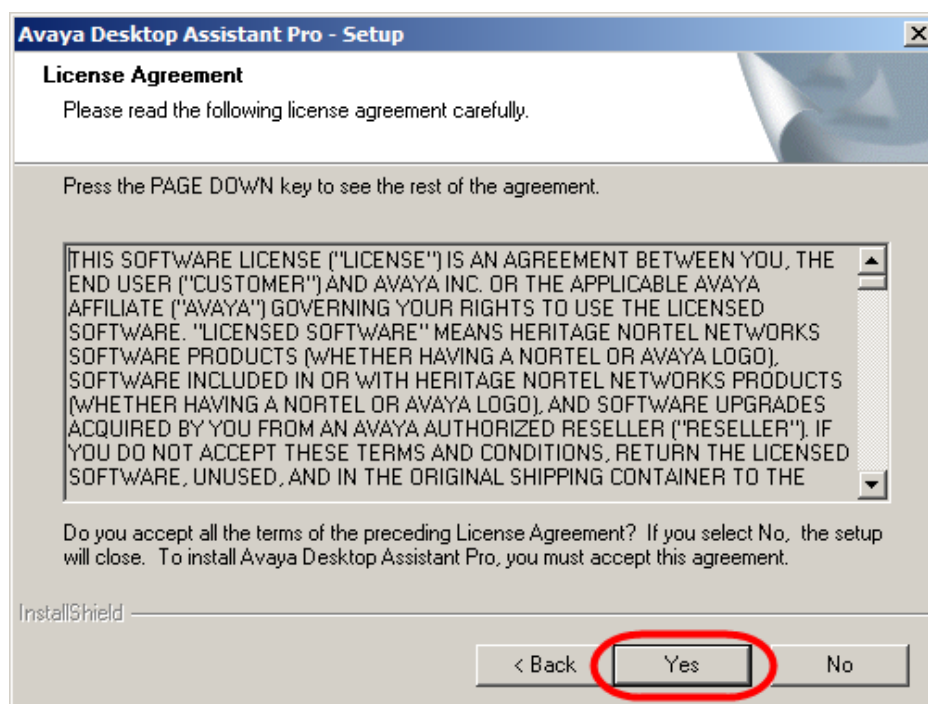 Avaya Desktop Assistant Pro - Setup
License Agreement
Please read the following license agreement carefully.
Press the PAGE DOWN key to see the rest of the agreement.
THIS SOFTWARE LICENSE ("LICENSE") IS AN AGREEMENT BETWEEN YOU, THE
END USER ("CUSTOMER") AND AVAYA INC. OR THE APPLICABLE AVAYA
AFFILIATE ("AVAYA") GOVERNING YOUR RIGHTS TO USE THE LICENSED
SOFTWARE. "LICENSED SOFTWARE" MEANS HERITAGE NORTEL NETWORKS
SOFTWARE PRODUCTS (WHETHER HAVING A NORTEL OR AVAYA LOGO),
SOFTWARE INCLUDED IN OR WITH HERITAGE NORTEL NETWORKS PRODUCTS
(WHETHER HAVING A NORTEL OR AVAYA LOGO), AND SOFTWARE UPGRADES
ACQUIRED BY YOU FROM AN AVAYA AUTHORIZED RESELLER ("RESELLER"). IF
YOU DO NOT ACCEPT THESE TERMS AND CONDITIONS, RETURN THE LICENSED
SOFTWARE, UNUSED, AND IN THE ORIGINAL SHIPPING CONTAINER TO THE
Do you accept all the terms of the preceding License Agreement? If you select No, the setup
will close. To install Avaya Desktop Assistant Pro, you must accept this agreement.
InstallShield
< Back Yes No